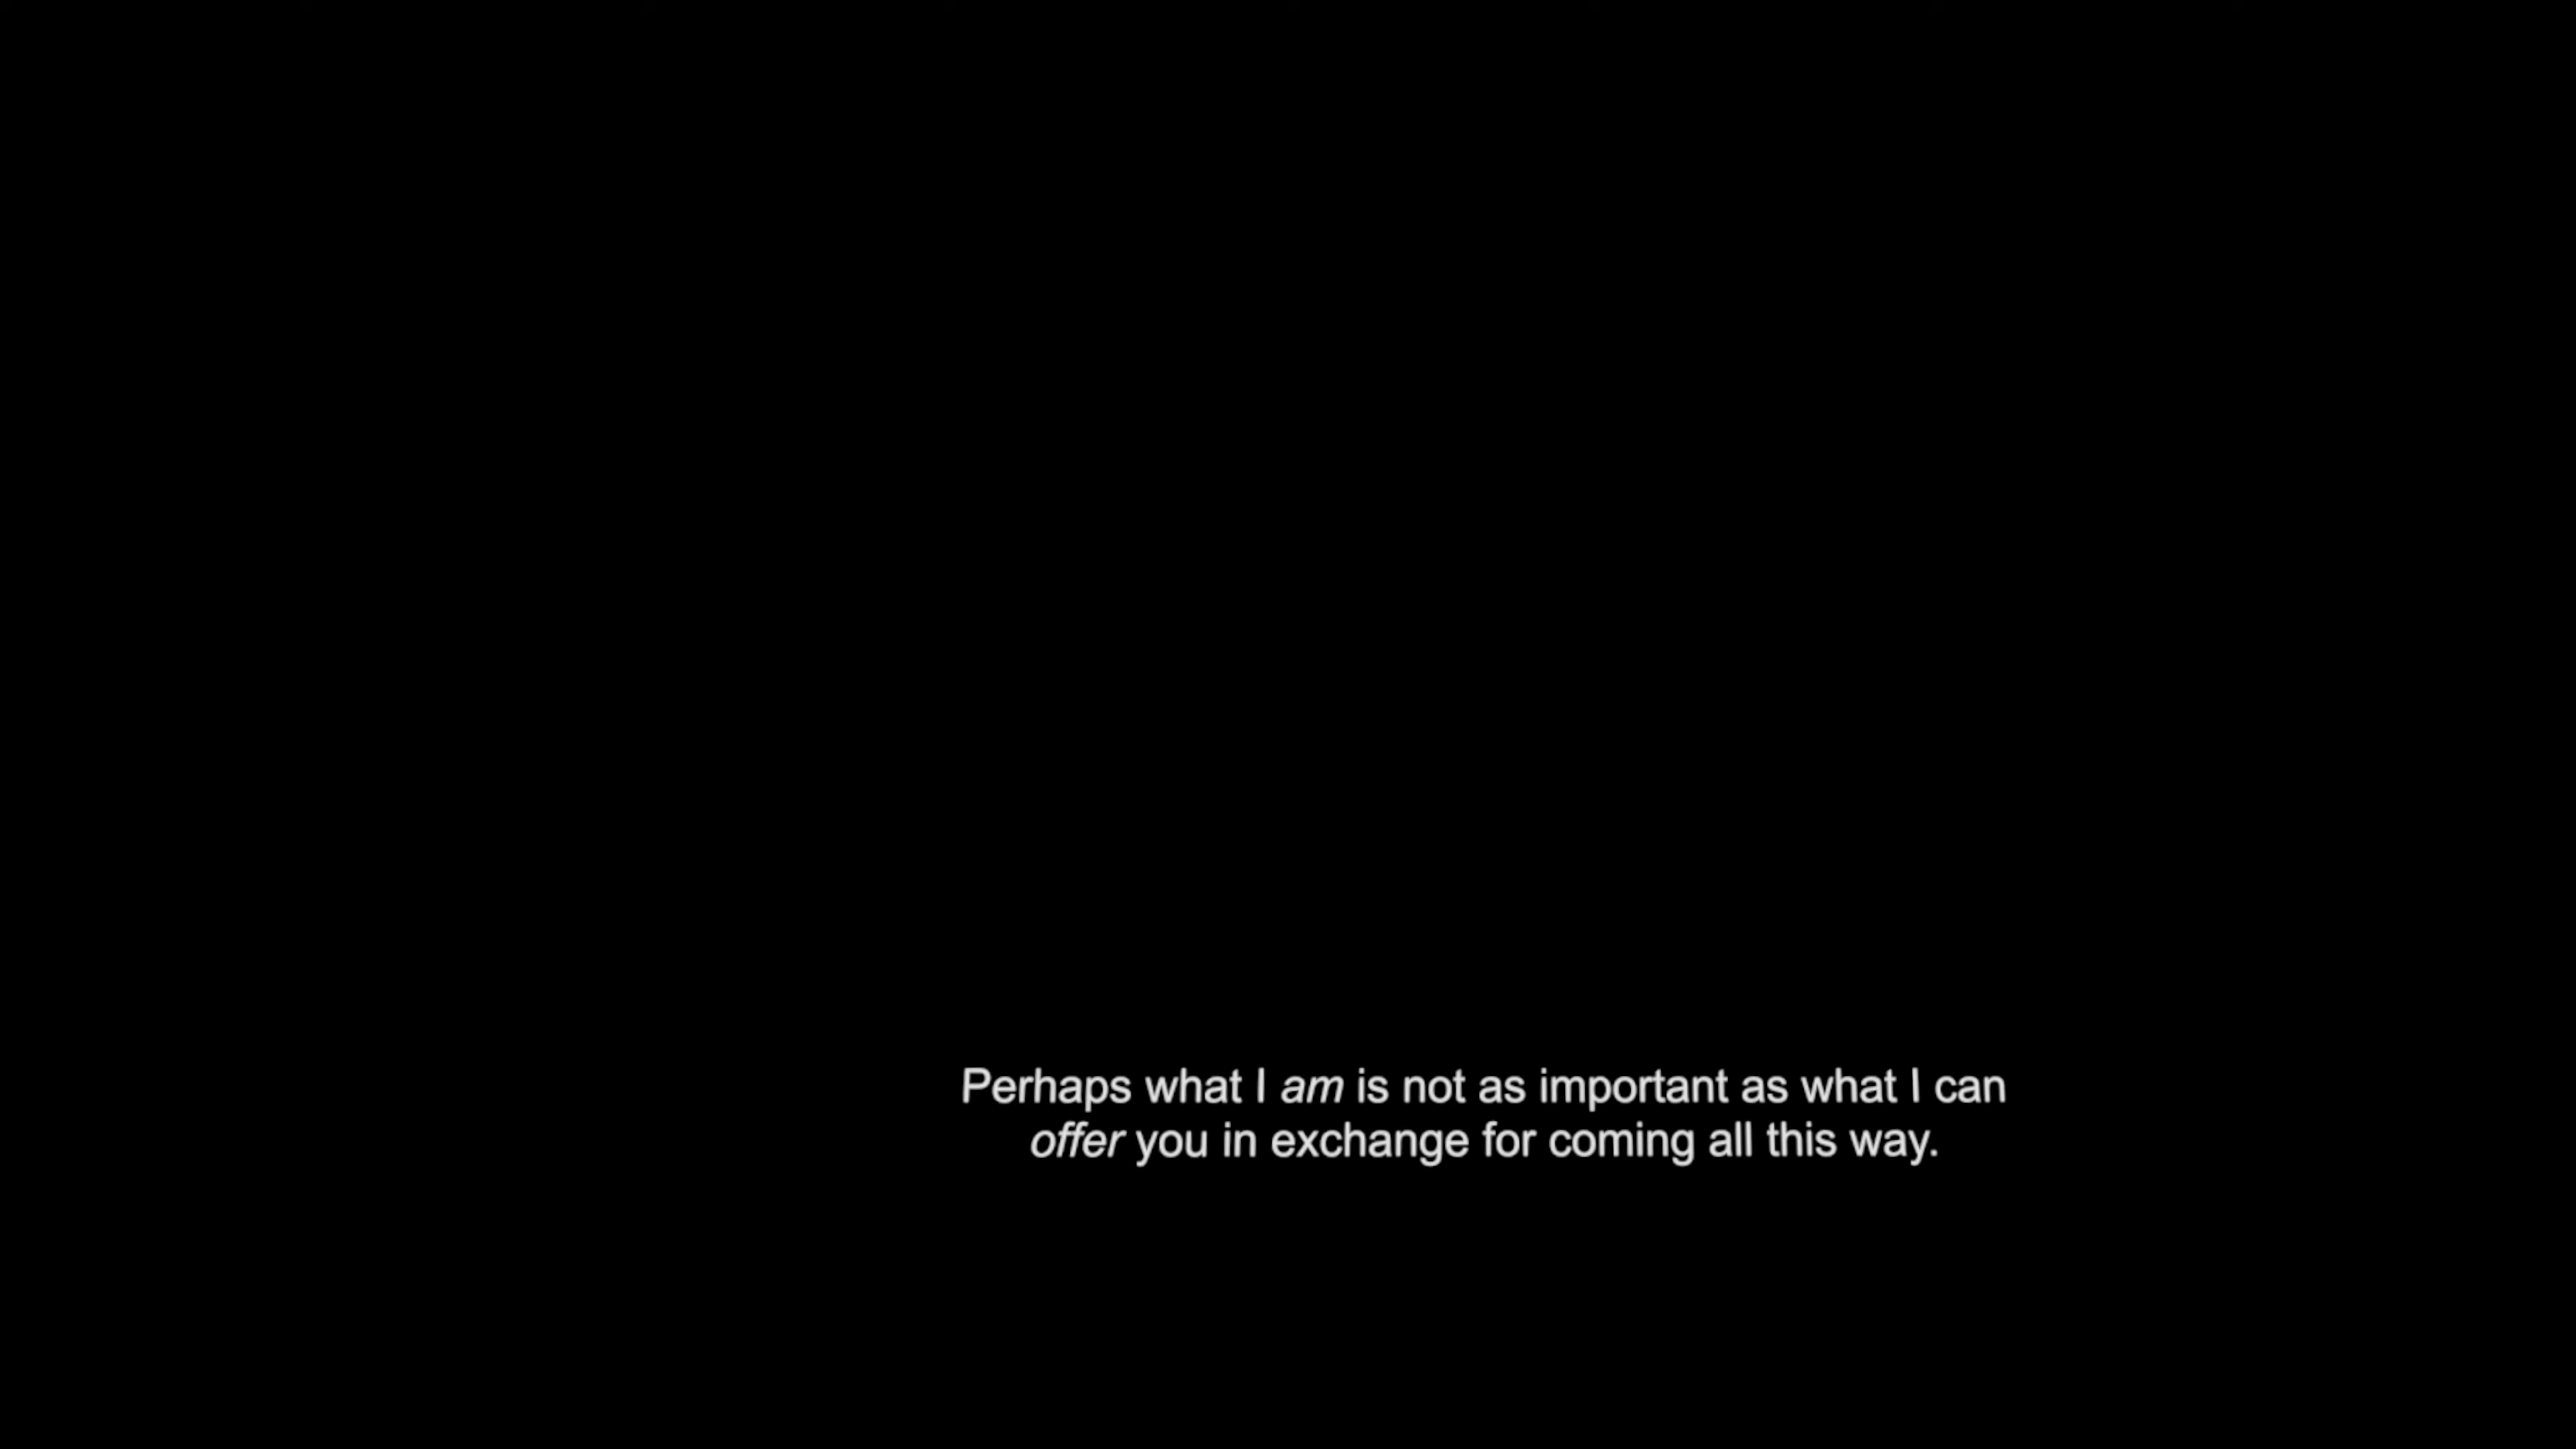 Perhaps what I am is not as important as what I can
offer you in exchange for coming all this way.